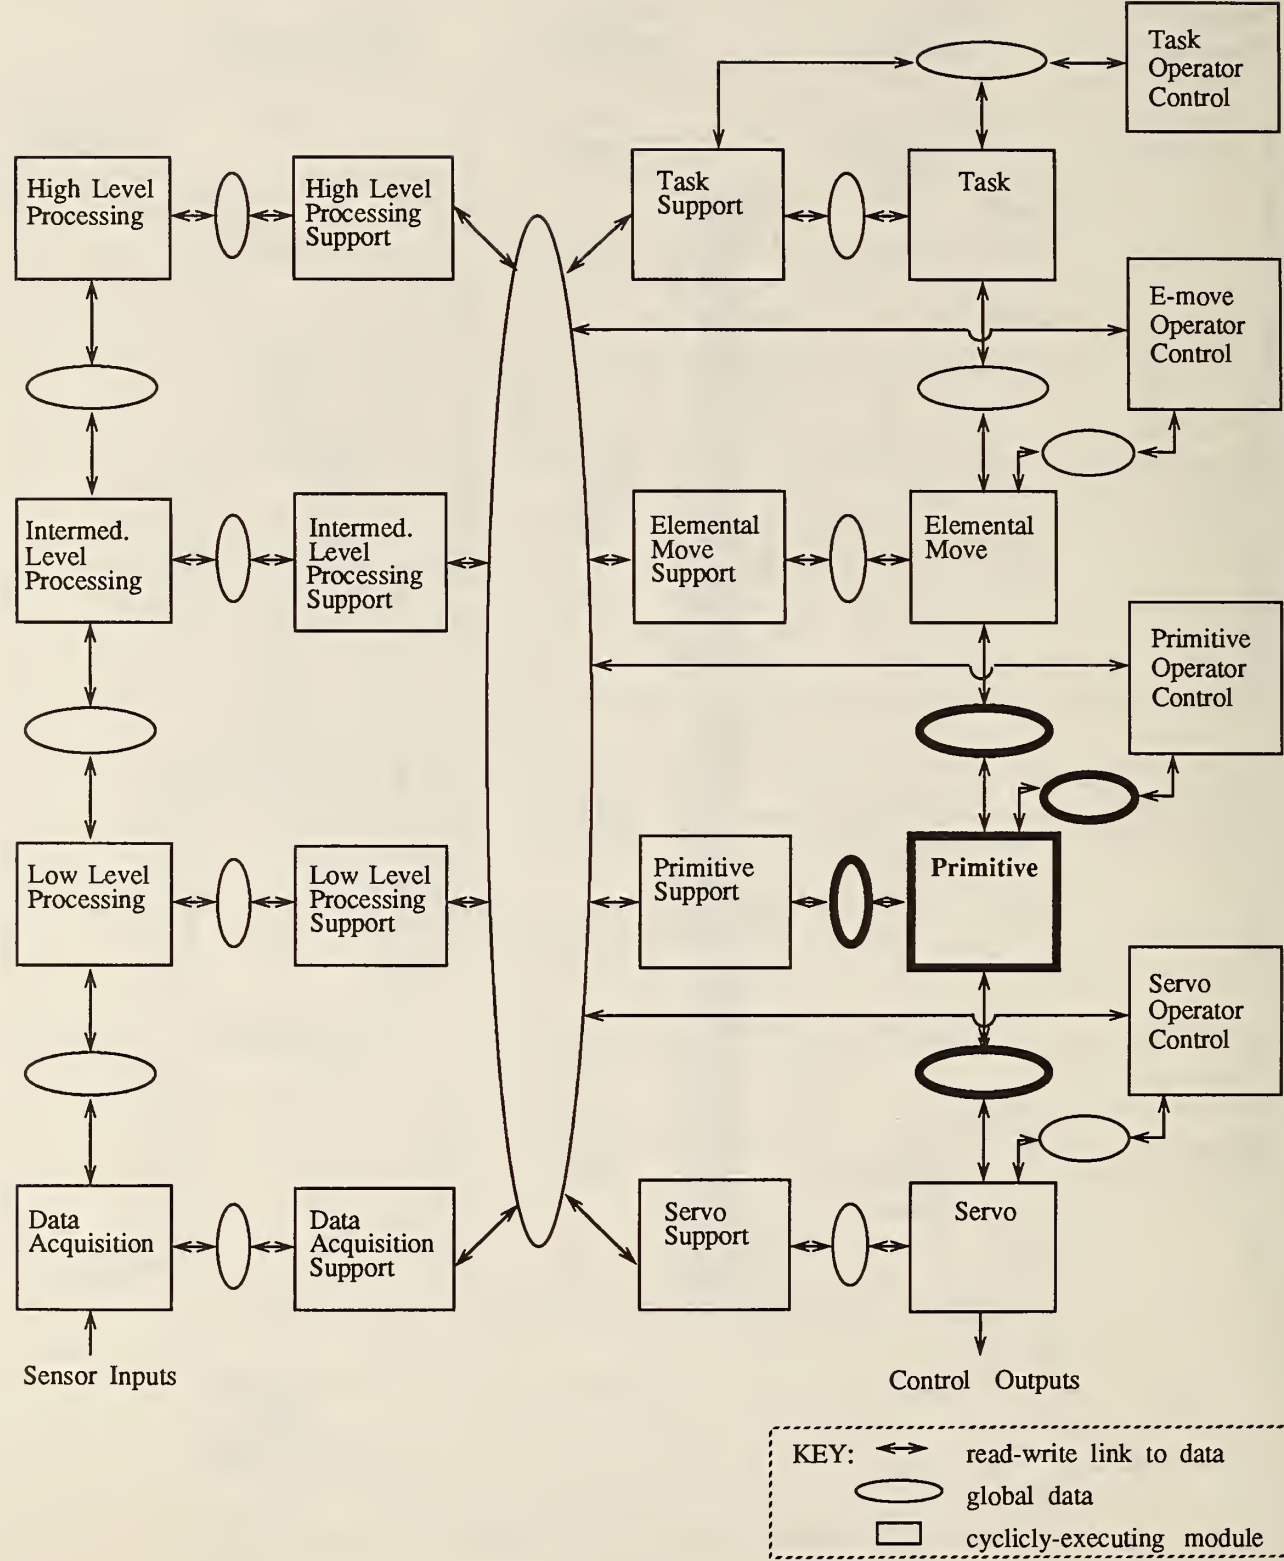 Task
Operator
Control
High Level
Processing
High Level
Processing
Support
Task
Support
Task
E-move
Operator
Control
Intermed.
Level
Processing
Intermed.
Level
Processing
Support
Elemental
Move
Support
Elemental
Move
Primitive
Operator
Control
Low Level
Processing
Low Level
Processing
Support
Primitive
Support
Primitive
Servo
Operator
Control
Data
Acquisition
Data
Acquisition
Support
Servo
Support
Servo
Sensor Inputs
Control Outputs
KEY: read-write link to data
global data
cyclicly-executing module